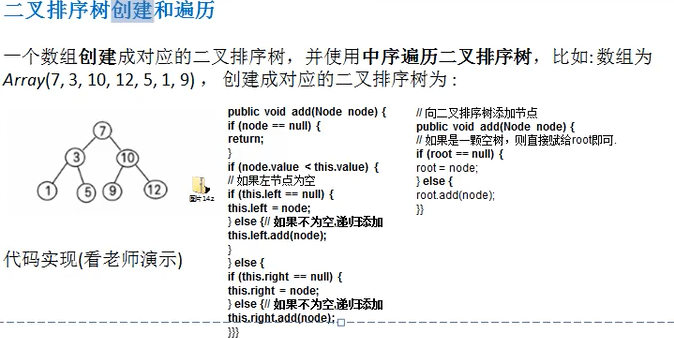 二叉排序树创建和遍历
一个数组创建成对应的二叉排序树，并使用中序遍历二叉排序树，比如: 数组为
Array(7, 3, 10, 12, 5, 1, 9) ， 创建成对应的二叉排序树为 :
7
3
10
1
5
9
12
图片14.z
代码实现(看老师演示)
public void add(Node node) {
if (node == null) {
return;
}
if (node.value < this.value) {
// 如果左节点为空
if (this.left == null) {
this.left = node;
} else {// 如果不为空,递归添加
this.left.add(node);
}
} else {
if (this.right == null) {
this.right = node;
} else {// 如果不为空,递归添加
this.right.add(node);
}}}
// 向二叉排序树添加节点
public void add(Node node) {
// 如果是一颗空树，则直接赋给root即可.
if (root == null) {
root = node;
} else {
root.add(node);
}}